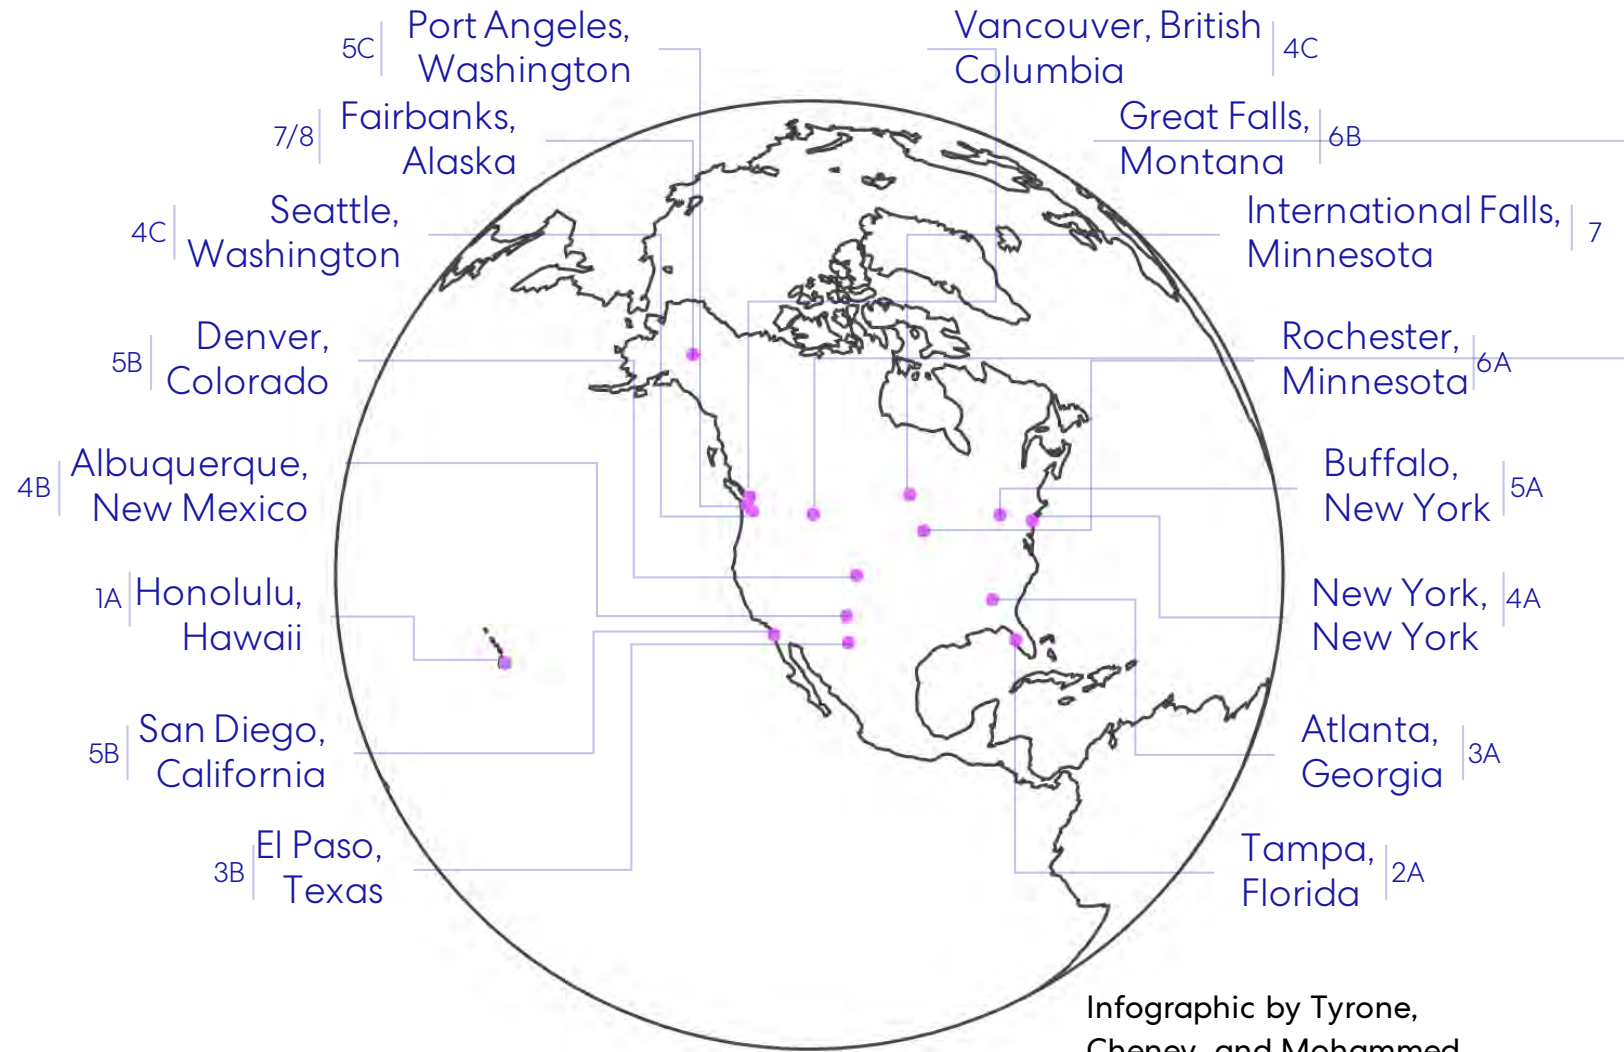 5C
Port Angeles,
Washington
Vancouver, British
Columbia
4C
7/8
Fairbanks,
Alaska
Great Falls,
Montana
6B
4C
Seattle,
Washington
International Falls,
Minnesota
7
5B
Denver,
Colorado
Rochester,
Minnesota
6A
4B
Albuquerque,
New Mexico
Buffalo,
New York
5A
1A
Honolulu,
Hawaii
New York,
New York
4A
5B
San Diego,
California
Atlanta,
Georgia
3A
3B
El Paso,
Texas
Tampa,
Florida
2A
Infographic by Tyrone,
Cheney, and Mohammed